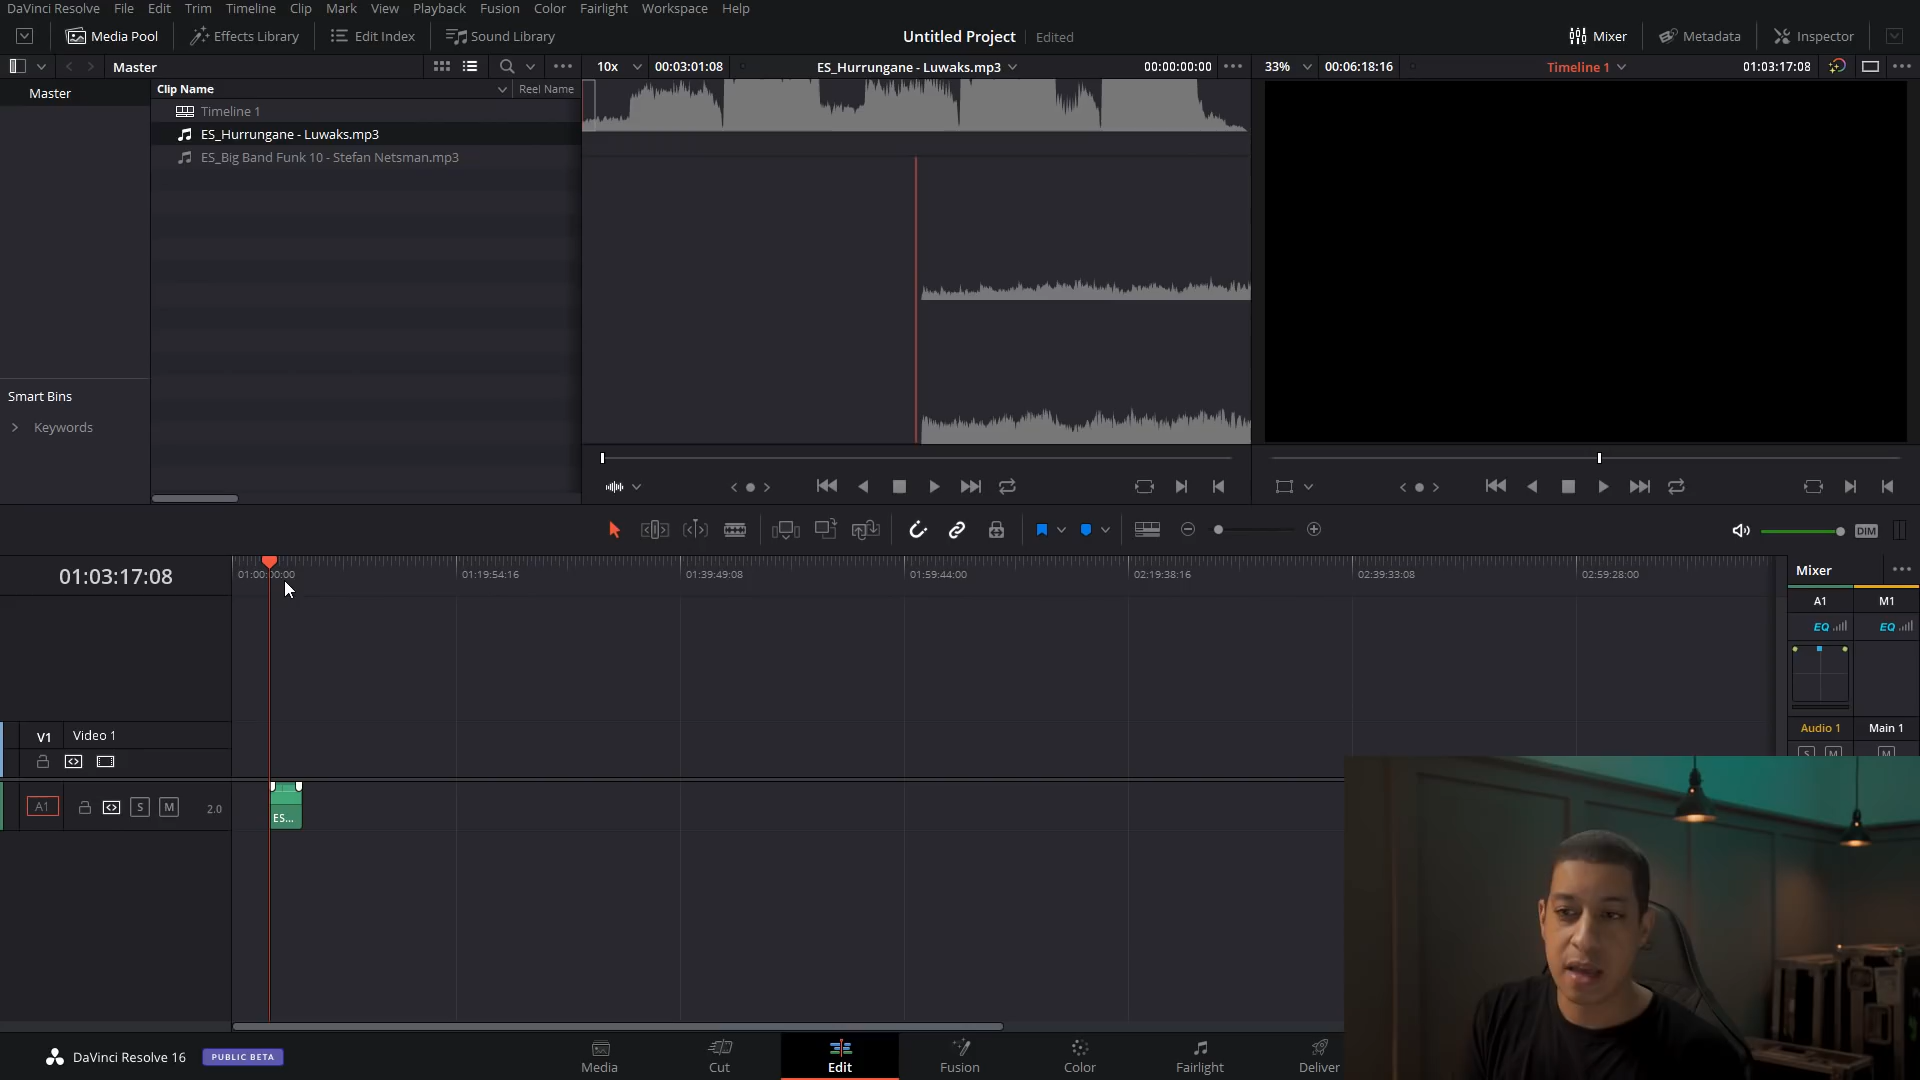 DaVinci Resolve File Edit Trim Timeline Clip Mark View Playback Fusion Color Fairlight Workspace Help
Media Pool Effects Library Edit Index Sound Library Untitled Project Edited Mixer Metadata Inspector
Master 10x 00:03:01:08 ES_Hurrungane - Luwaks.mp3 00:00:00:00 33% 00:06:18:16 Timeline 1 01:03:17:08
Master Clip Name Reel Name
Timeline 1
ES_Hurrungane - Luwaks.mp3
ES_Big Band Funk 10 - Stefan Netsman.mp3
Smart Bins
Keywords
DIM
01:03:17:08 01:00:00:00 01:19:54:16 01:39:49:08 01:59:44:00 02:19:38:16 02:39:33:08 02:59:28:00 Mixer
A1 M1
EQ EQ
Audio 1 Main 1
V1 Video 1
S M M
A1 S M 2.0 ES...
DaVinci Resolve 16 PUBLIC BETA Media Cut Edit Fusion Color Fairlight Deliver